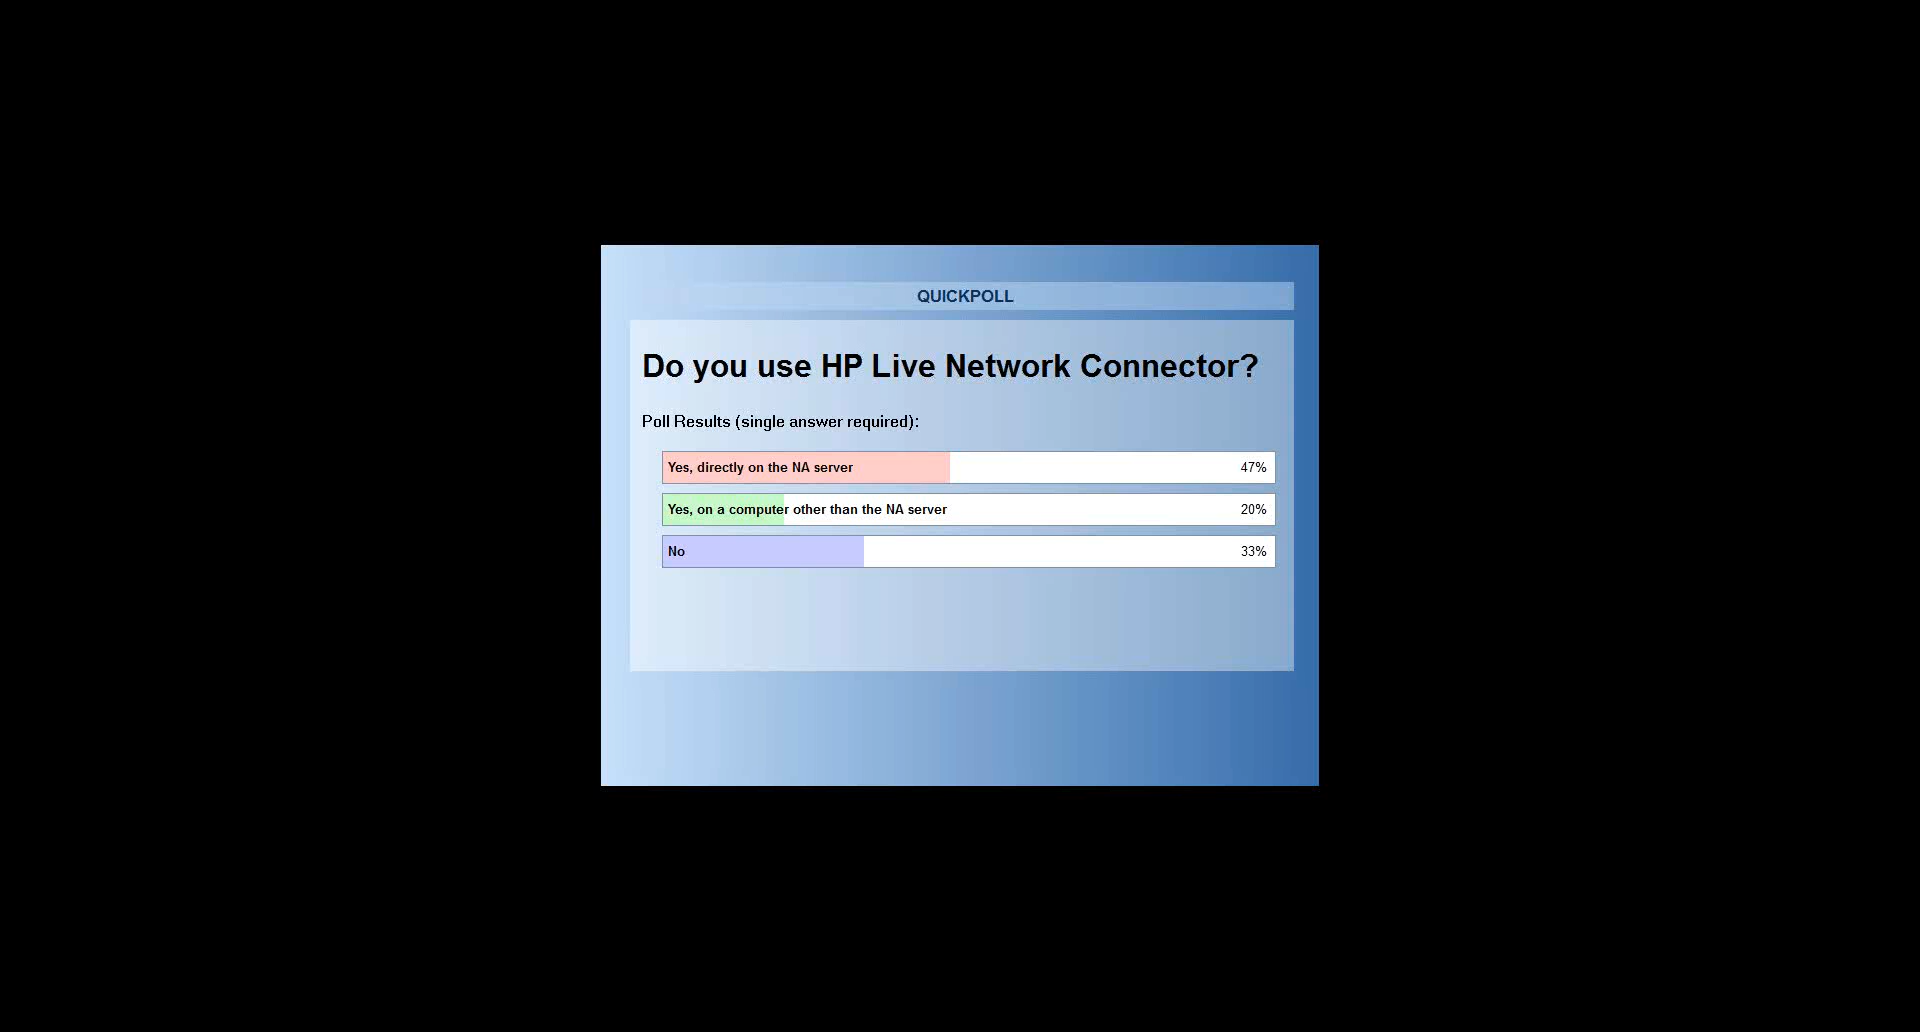 QUICKPOLL
Do you use HP Live Network Connector?
Poll Results (single answer required):
Yes, directly on the NA server 47%
Yes, on a computer other than the NA server 20%
No 33%